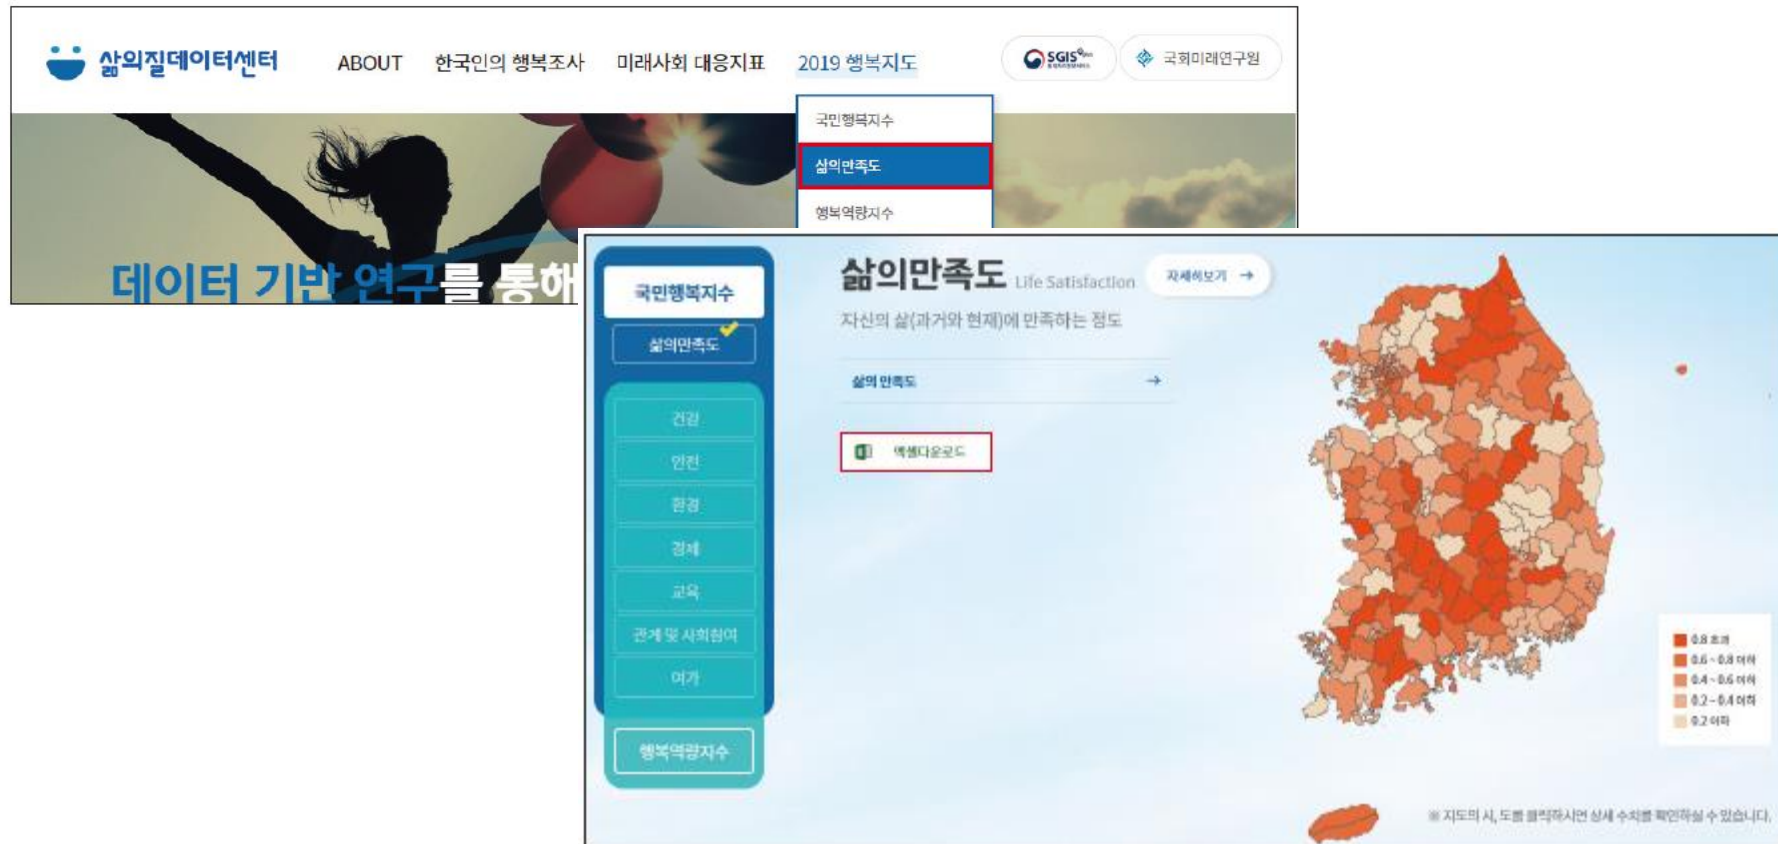 삶의질데이터센터
ABOUT 한국인의 행복조사 미래사회 대응지표 2019 행복지도
SGIS plus
국회미래연구원
국민행복지수
삶의만족도
행복역량지수
데이터 기반 연구를 통해
국민행복지수
삶의만족도
건강
안전
환경
경제
교육
관계 및 사회참여
여가
행복역량지수
삶의만족도 Life Satisfaction 자세히보기 →
자신의 삶(과거와 현재)에 만족하는 정도
삶의 만족도 →
엑셀다운로드
0.8 초과
0.6 ~ 0.8 이하
0.4 ~ 0.6 이하
0.2 ~ 0.4 이하
0.2 이하
※ 지도의 시, 도를 클릭하시면 상세 수치를 확인하실 수 있습니다.